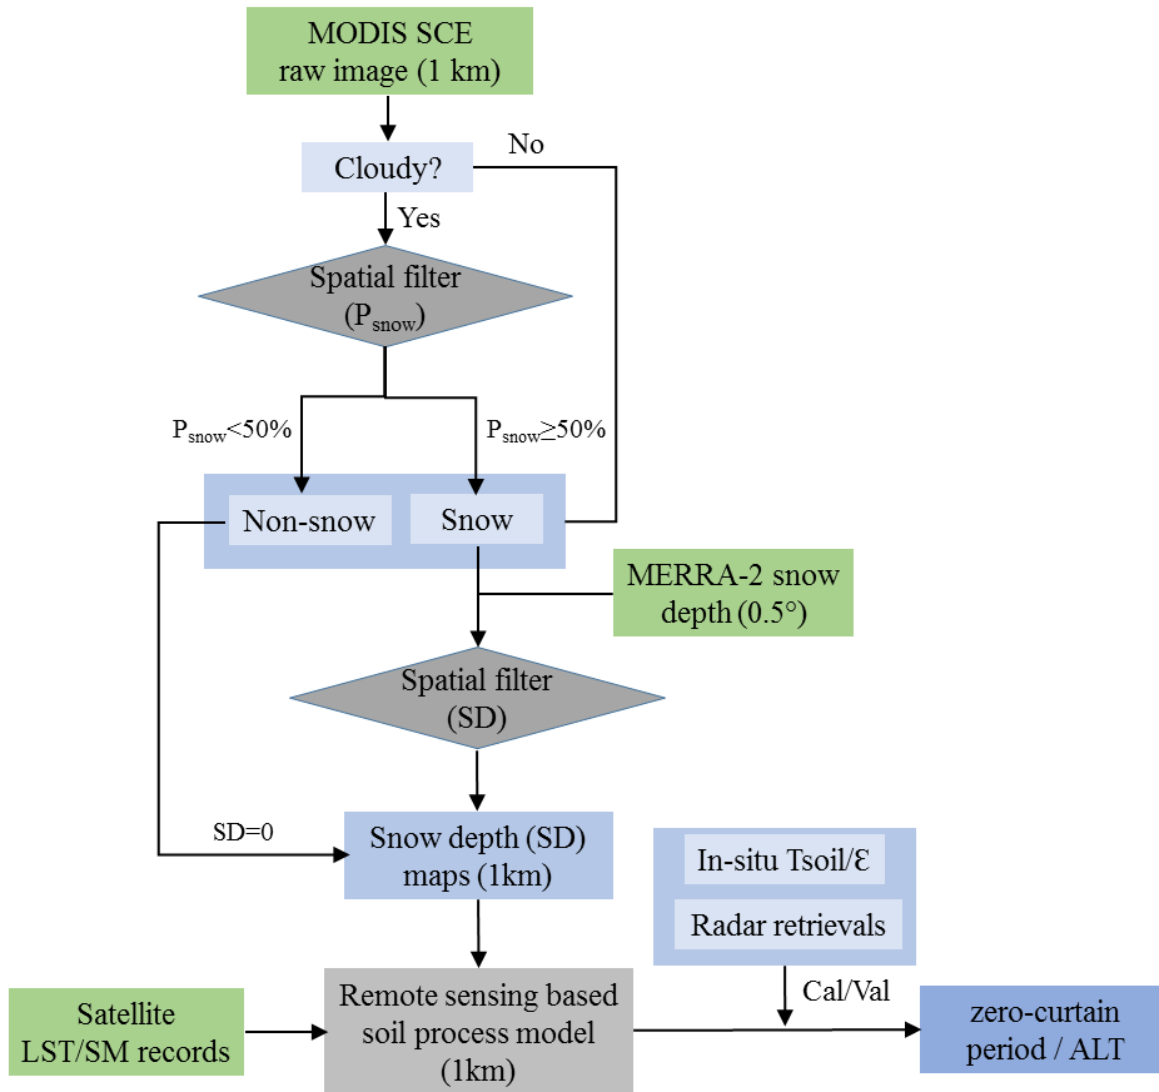 MODIS SCE
raw image (1 km)
No
Cloudy?
Yes
Spatial filter
(Psnow)
Psnow<50%
Psnow≥50%
Non-snow
Snow
MERRA-2 snow
depth (0.5°)
Spatial filter
(SD)
SD=0
Snow depth (SD)
maps (1km)
In-situ Tsoil/Ɛ
Radar retrievals
Cal/Val
Satellite
LST/SM records
Remote sensing based
soil process model
(1km)
zero-curtain
period / ALT